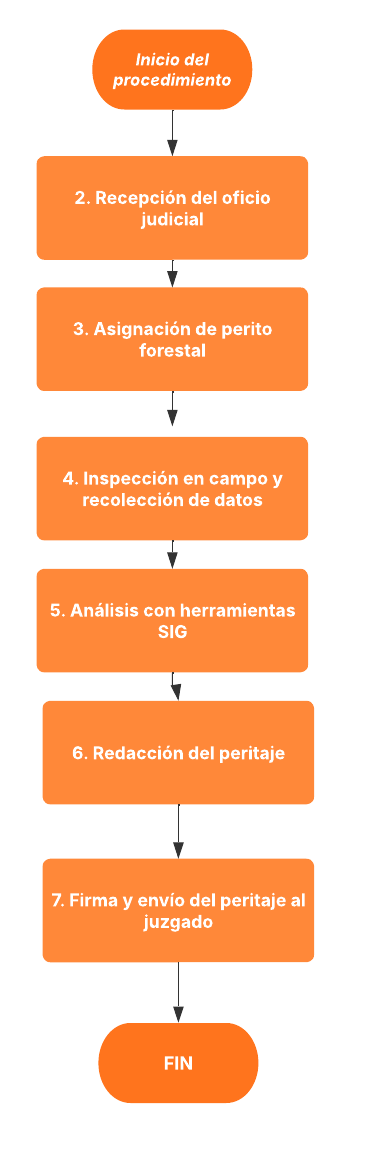 Inicio del
procedimiento
2. Recepción del oficio
judicial
3. Asignación de perito
forestal
4. Inspección en campo y
recolección de datos
5. Análisis con herramientas
SIG
6. Redacción del peritaje
7. Firma y envío del peritaje al
juzgado
FIN